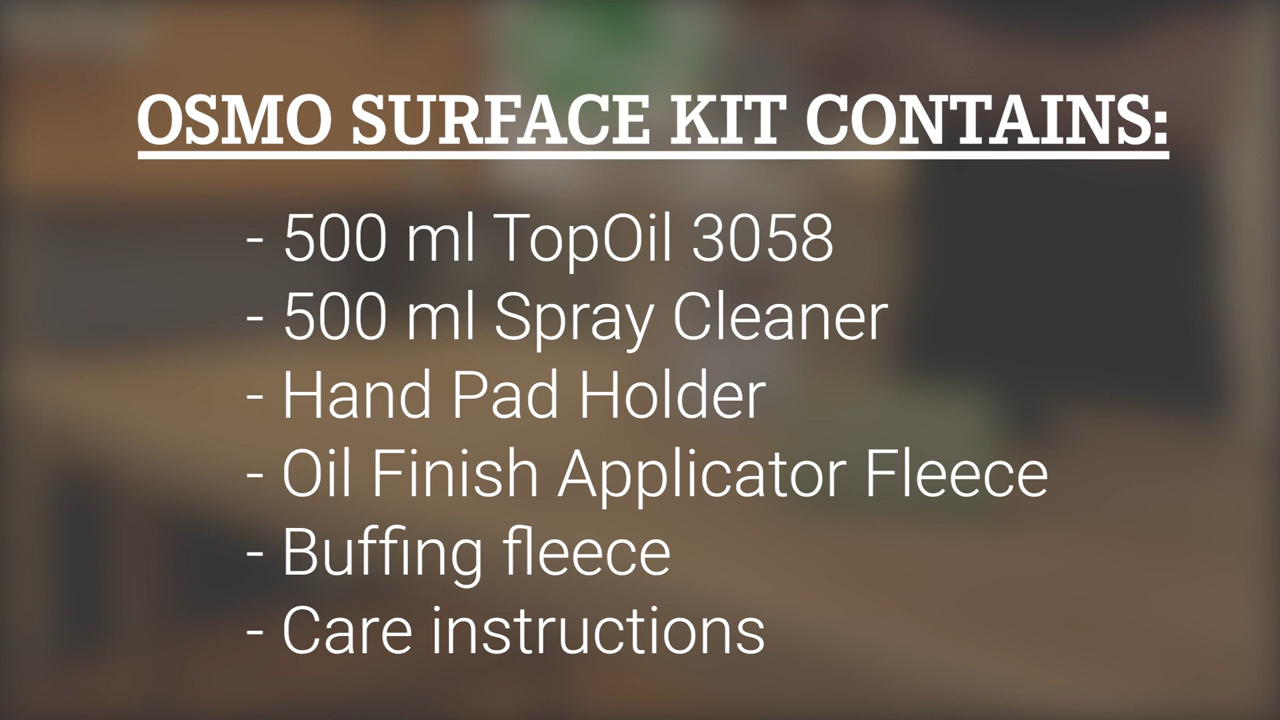 OSMO SURFACE KIT CONTAINS:
- 500 ml TopOil 3058
- 500 ml Spray Cleaner
- Hand Pad Holder
- Oil Finish Applicator Fleece
- Buffing fleece
- Care instructions